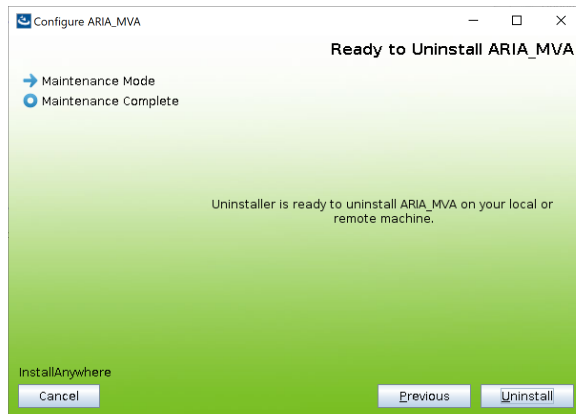 Configure ARIA_MVA
Ready to Uninstall ARIA_MVA
Maintenance Mode
Maintenance Complete
Uninstaller is ready to uninstall ARIA_MVA on your local or
remote machine.
InstallAnywhere
Cancel
Previous
Uninstall